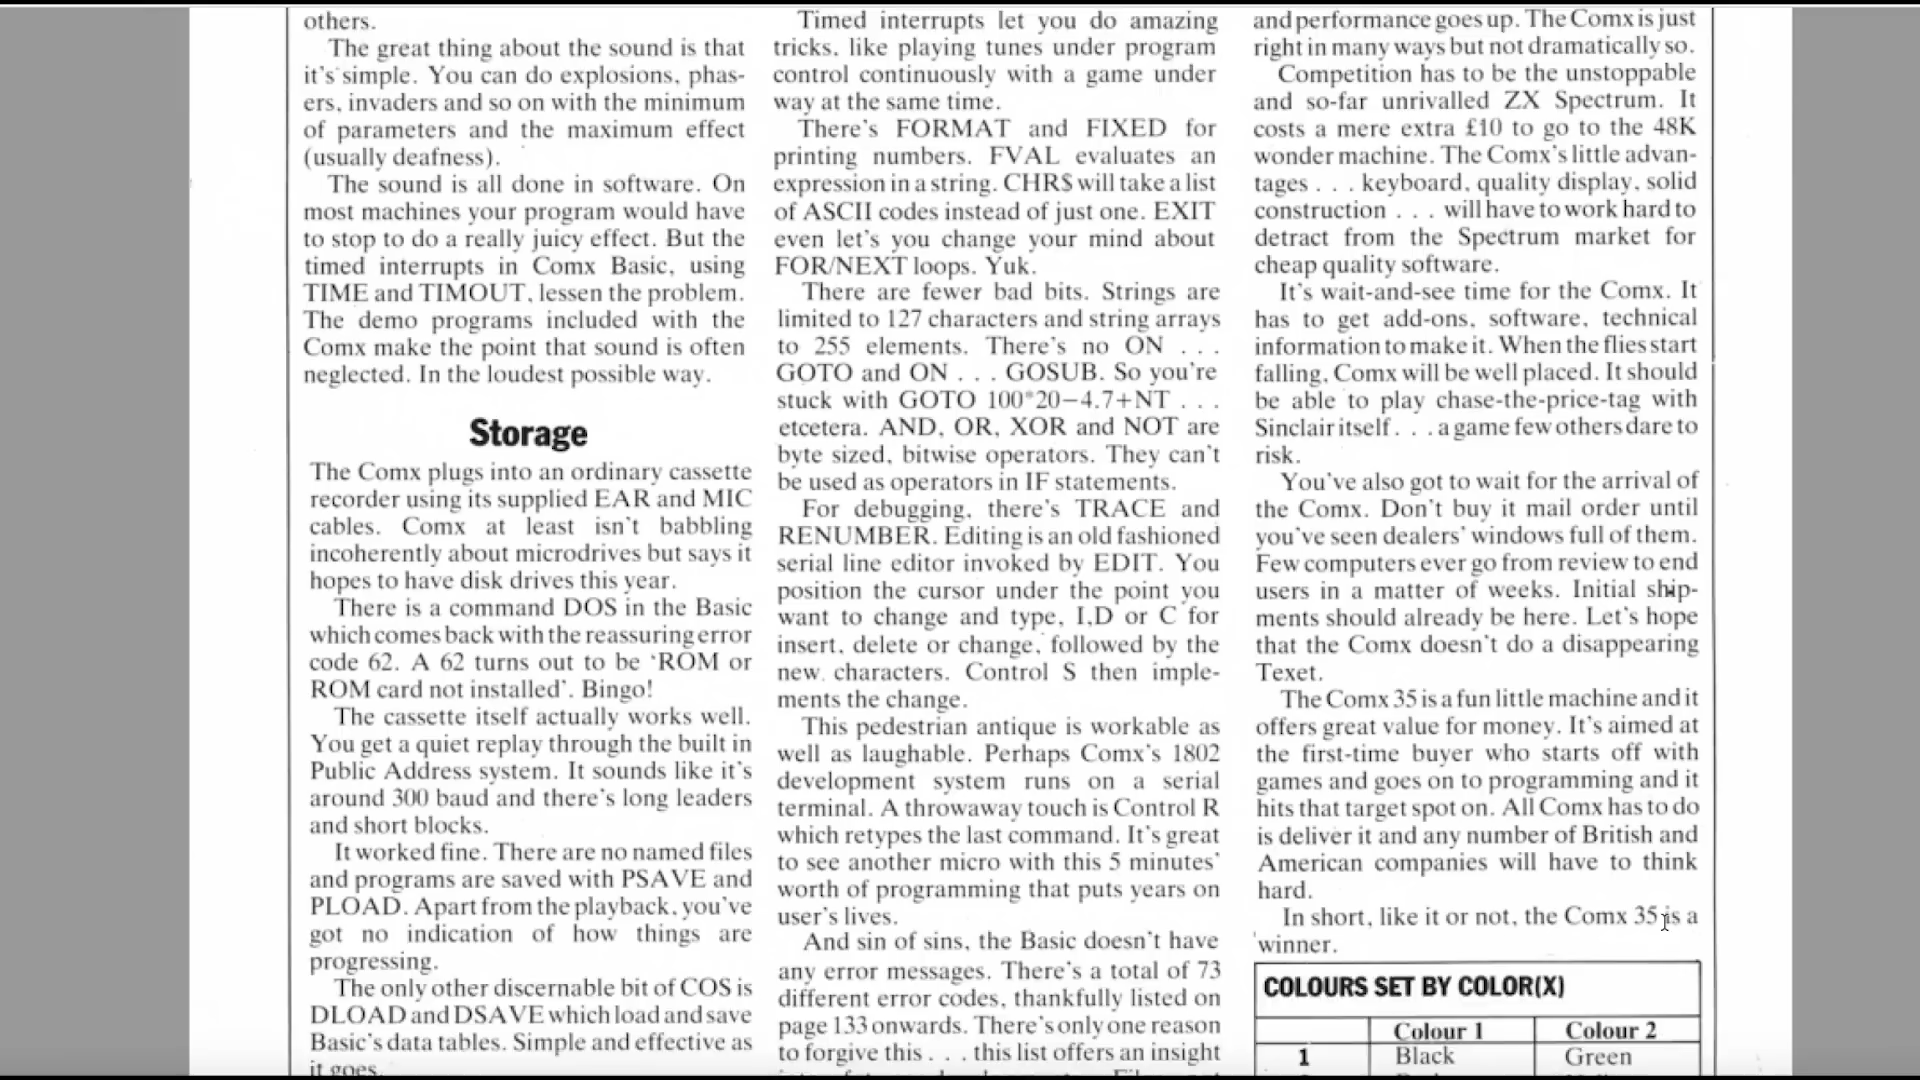 others.
The great thing about the sound is that
it's simple. You can do explosions, phas-
ers, invaders and so on with the minimum
of parameters and the maximum effect
(usually deafness).
The sound is all done in software. On
most machines your program would have
to stop to do a really juicy effect. But the
timed interrupts in Comx Basic, using
TIME and TIMOUT, lessen the problem.
The demo programs included with the
Comx make the point that sound is often
neglected. In the loudest possible way.
Storage
The Comx plugs into an ordinary cassette
recorder using its supplied EAR and MIC
cables. Comx at least isn't babbling
incoherently about microdrives but says it
hopes to have disk drives this year.
There is a command DOS in the Basic
which comes back with the reassuring error
code 62. A 62 turns out to be 'ROM or
ROM card not installed'. Bingo!
The cassette itself actually works well.
You get a quiet replay through the built in
Public Address system. It sounds like it's
around 300 baud and there's long leaders
and short blocks.
It worked fine. There are no named files
and programs are saved with PSAVE and
PLOAD. Apart from the playback, you've
got no indication of how things are
progressing.
The only other discernable bit of COS is
DLOAD and DSAVE which load and save
Basic's data tables. Simple and effective as
it goes.
Timed interrupts let you do amazing
tricks, like playing tunes under program
control continuously with a game under
way at the same time.
There's FORMAT and FIXED for
printing numbers. FVAL evaluates an
expression in a string. CHR$ will take a list
of ASCII codes instead of just one. EXIT
even let's you change your mind about
FOR/NEXT loops. Yuk.
There are fewer bad bits. Strings are
limited to 127 characters and string arrays
to 255 elements. There's no ON . . .
GOTO and ON . . . GOSUB. So you're
stuck with GOTO 100*20−4.7+NT . . .
etcetera. AND, OR, XOR and NOT are
byte sized, bitwise operators. They can't
be used as operators in IF statements.
For debugging, there's TRACE and
RENUMBER. Editing is an old fashioned
serial line editor invoked by EDIT. You
position the cursor under the point you
want to change and type, I,D or C for
insert, delete or change, followed by the
new characters. Control S then imple-
ments the change.
This pedestrian antique is workable as
well as laughable. Perhaps Comx's 1802
development system runs on a serial
terminal. A throwaway touch is Control R
which retypes the last command. It's great
to see another micro with this 5 minutes'
worth of programming that puts years on
user's lives.
And sin of sins, the Basic doesn't have
any error messages. There's a total of 73
different error codes, thankfully listed on
page 133 onwards. There's only one reason
to forgive this . . . this list offers an insight
and performance goes up. The Comx is just
right in many ways but not dramatically so.
Competition has to be the unstoppable
and so-far unrivalled ZX Spectrum. It
costs a mere extra £10 to go to the 48K
wonder machine. The Comx's little advan-
tages . . . keyboard, quality display, solid
construction . . . will have to work hard to
detract from the Spectrum market for
cheap quality software.
It's wait-and-see time for the Comx. It
has to get add-ons, software, technical
information to make it. When the flies start
falling, Comx will be well placed. It should
be able to play chase-the-price-tag with
Sinclair itself . . . a game few others dare to
risk.
You've also got to wait for the arrival of
the Comx. Don't buy it mail order until
you've seen dealers' windows full of them.
Few computers ever go from review to end
users in a matter of weeks. Initial ship-
ments should already be here. Let's hope
that the Comx doesn't do a disappearing
Texet.
The Comx 35 is a fun little machine and it
offers great value for money. It's aimed at
the first-time buyer who starts off with
games and goes on to programming and it
hits that target spot on. All Comx has to do
is deliver it and any number of British and
American companies will have to think
hard.
In short, like it or not, the Comx 35 is a
winner.
COLOURS SET BY COLOR(X)
Colour 1 Colour 2
1 Black Green